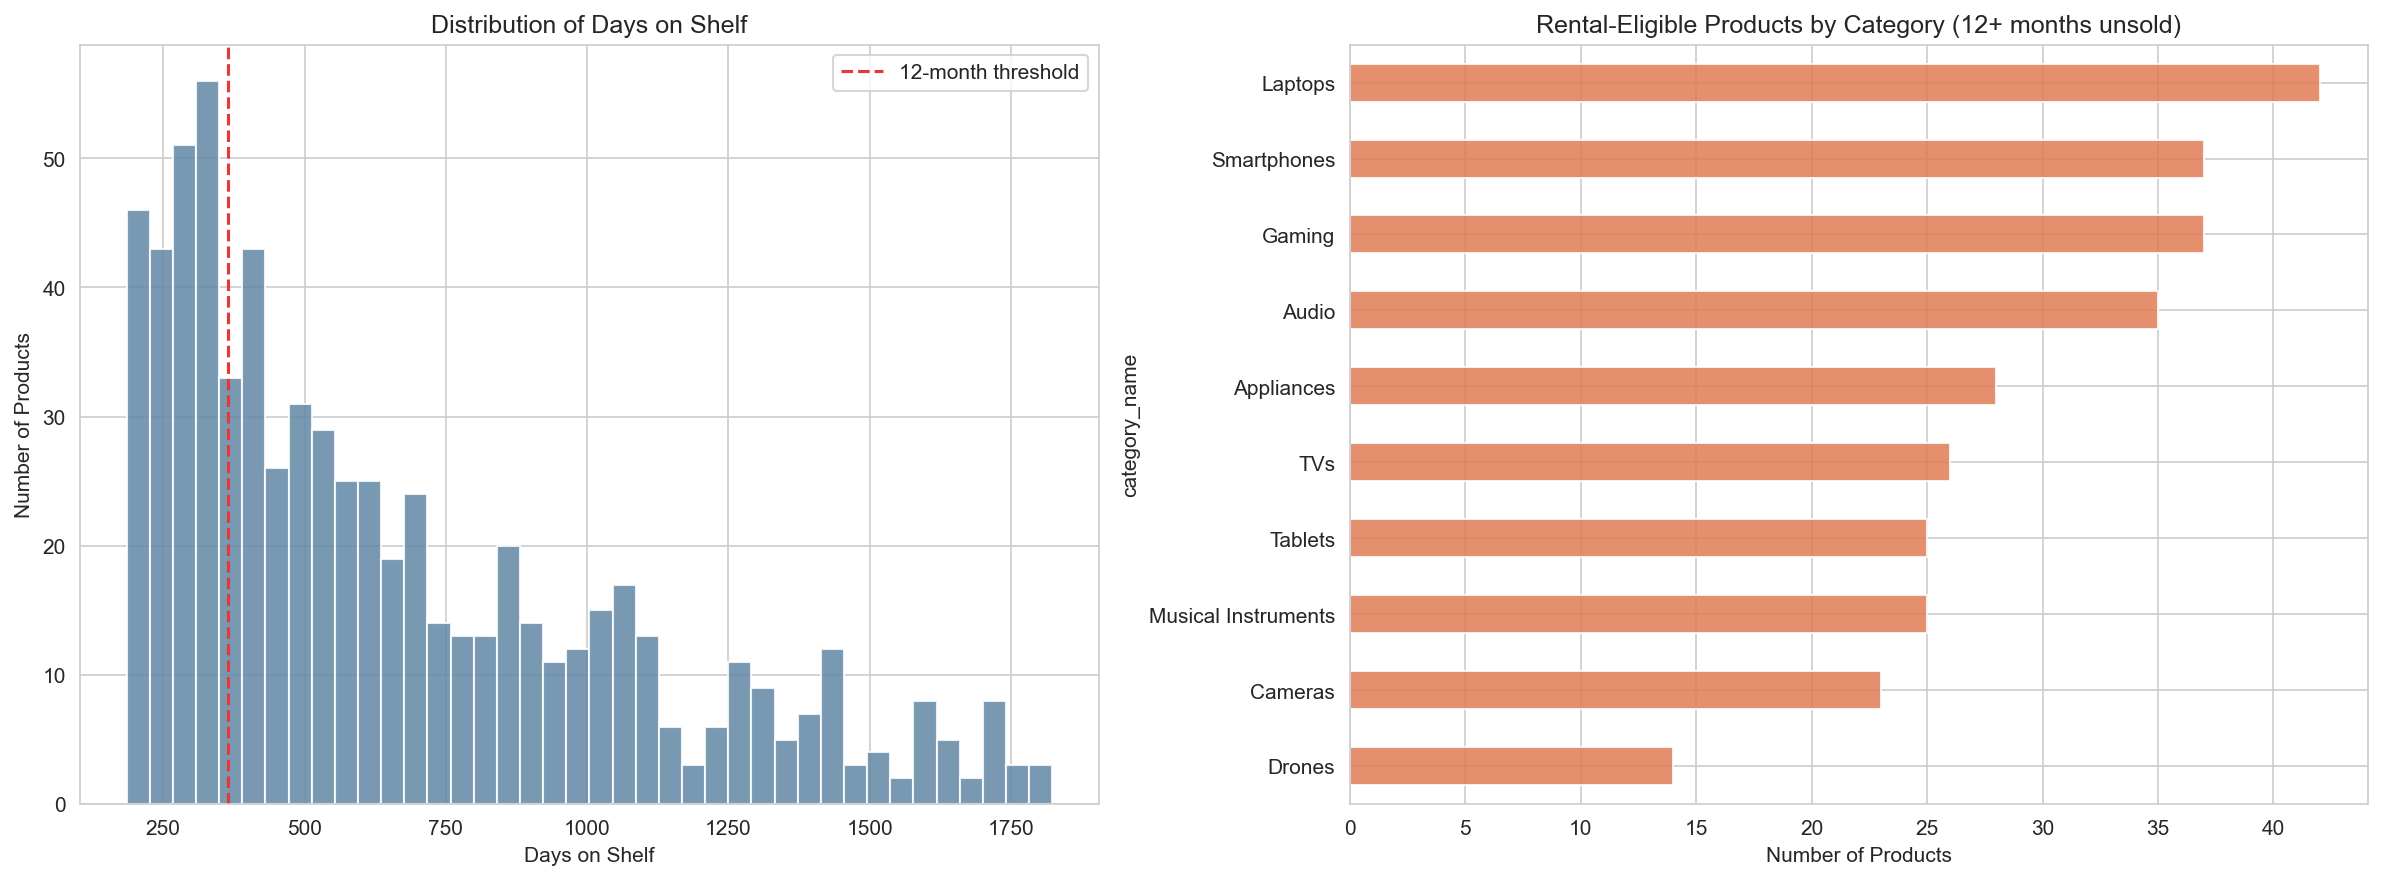 Distribution of Days on Shelf
12-month threshold
Number of Products
50
40
30
20
10
0
250 500 750 1000 1250 1500 1750
Days on Shelf
Rental-Eligible Products by Category (12+ months unsold)
category_name
Laptops
Smartphones
Gaming
Audio
Appliances
TVs
Tablets
Musical Instruments
Cameras
Drones
0 5 10 15 20 25 30 35 40
Number of Products